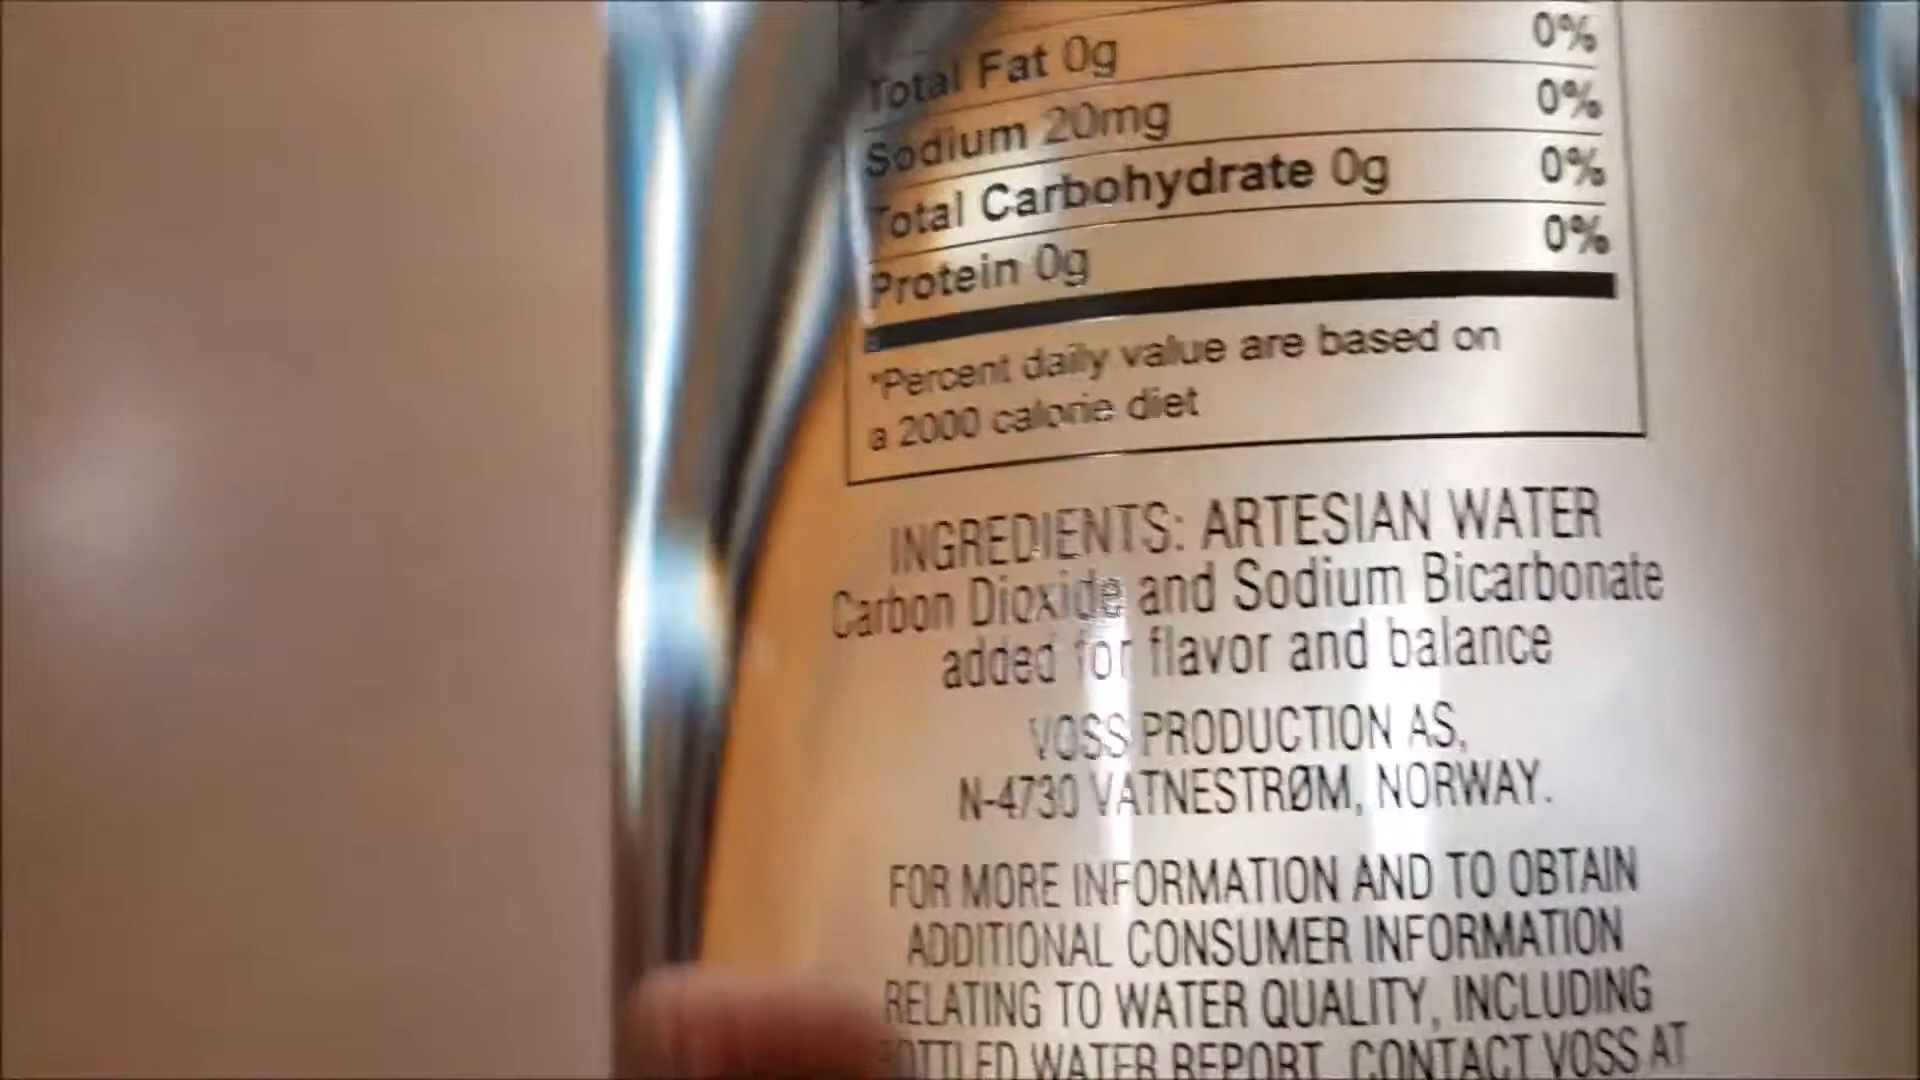 0%
Total Fat 0g
0%
Sodium 20mg
0%
Total Carbohydrate 0g
0%
Protein 0g
*Percent daily value are based on
a 2000 calorie diet
INGREDIENTS: ARTESIAN WATER
Carbon Dioxide and Sodium Bicarbonate
added for flavor and balance
VOSS PRODUCTION AS,
N-4730 VATNESTRØM, NORWAY.
FOR MORE INFORMATION AND TO OBTAIN
ADDITIONAL CONSUMER INFORMATION
RELATING TO WATER QUALITY, INCLUDING
BOTTLED WATER REPORT, CONTACT VOSS AT